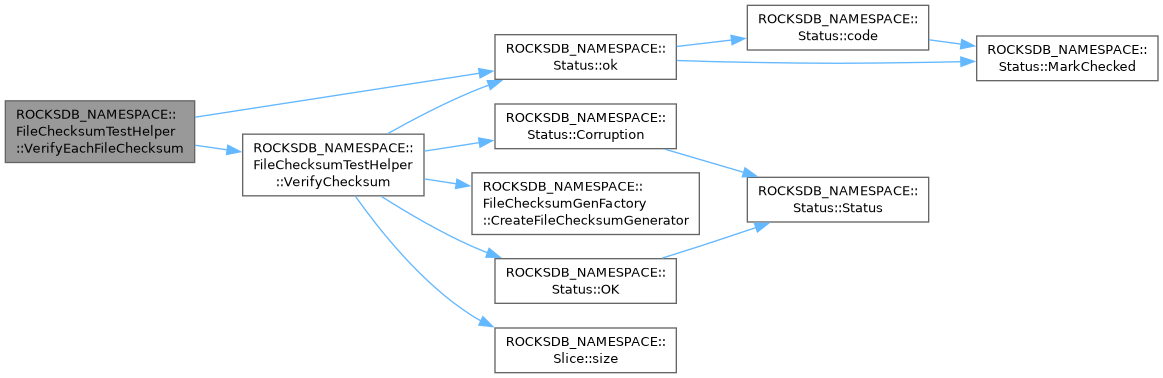 ROCKSDB_NAMESPACE::
FileChecksumTestHelper
::VerifyEachFileChecksum
ROCKSDB_NAMESPACE::
FileChecksumTestHelper
::VerifyChecksum
ROCKSDB_NAMESPACE::
Status::ok
ROCKSDB_NAMESPACE::
Status::Corruption
ROCKSDB_NAMESPACE::
FileChecksumGenFactory
::CreateFileChecksumGenerator
ROCKSDB_NAMESPACE::
Status::OK
ROCKSDB_NAMESPACE::
Slice::size
ROCKSDB_NAMESPACE::
Status::code
ROCKSDB_NAMESPACE::
Status::Status
ROCKSDB_NAMESPACE::
Status::MarkChecked